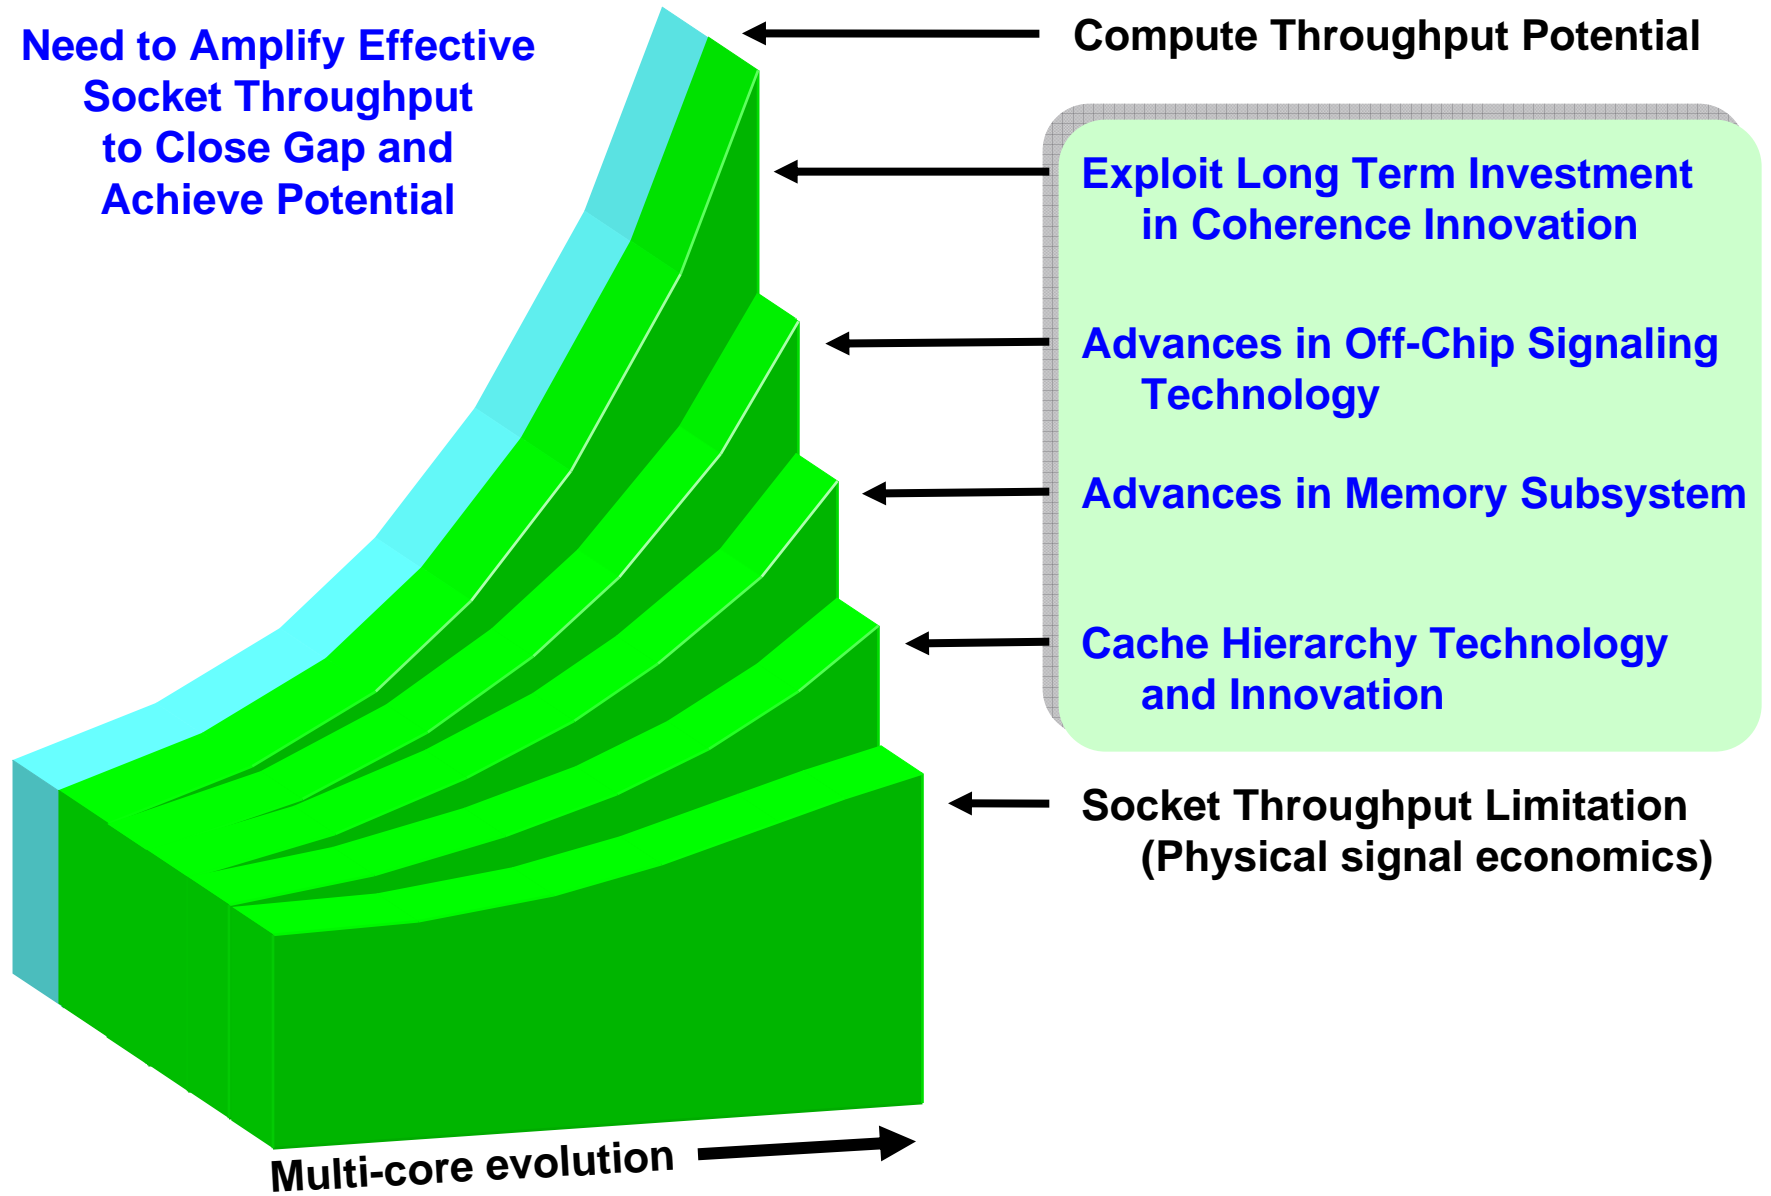 Need to Amplify Effective
Socket Throughput
to Close Gap and
Achieve Potential
Compute Throughput Potential
Exploit Long Term Investment
in Coherence Innovation
Advances in Off-Chip Signaling
Technology
Advances in Memory Subsystem
Cache Hierarchy Technology
and Innovation
Socket Throughput Limitation
(Physical signal economics)
Multi-core evolution